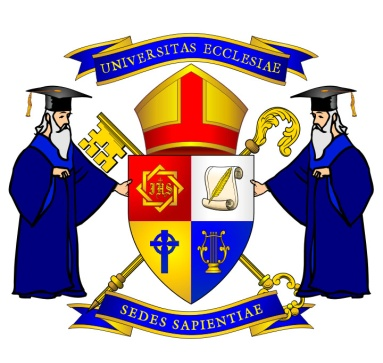 UNIVERSITAS ECCLESIAE
IHS
SEDES SAPIENTIAE